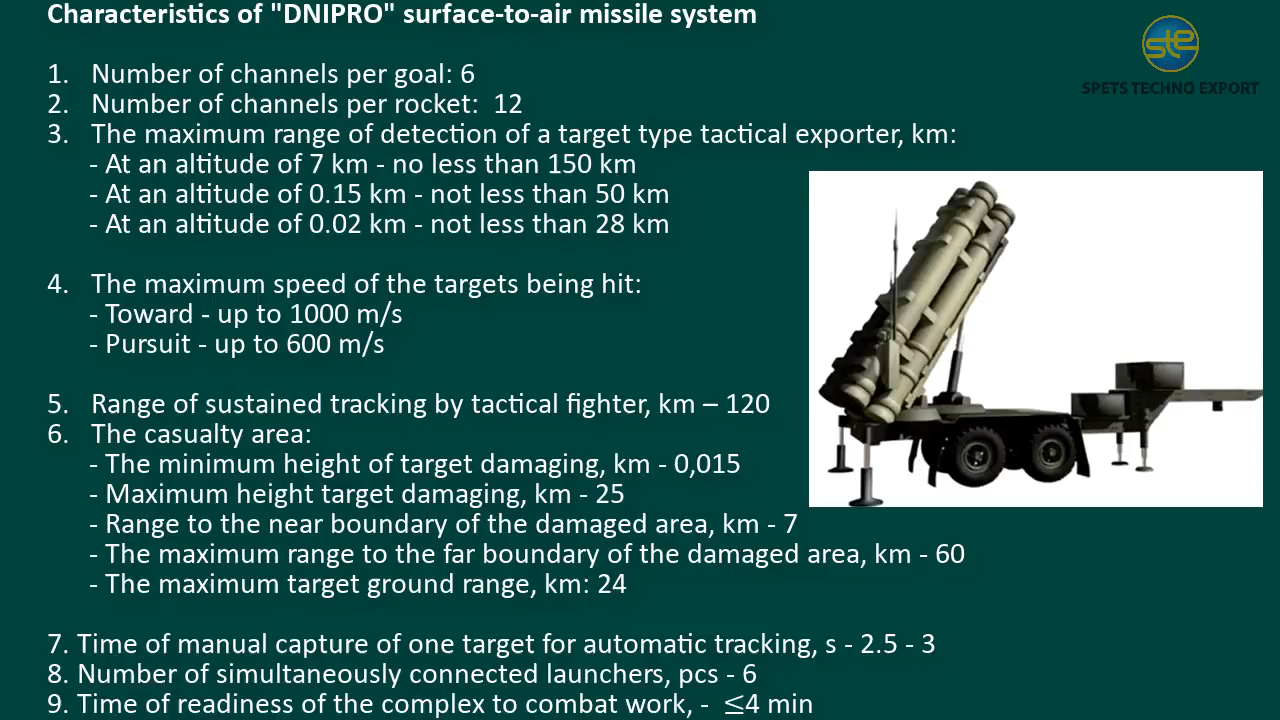 Characteristics of "DNIPRO" surface-to-air missile system
ste
SPETS TECHNO EXPORT
1. Number of channels per goal: 6
2. Number of channels per rocket: 12
3. The maximum range of detection of a target type tactical exporter, km:
- At an altitude of 7 km - no less than 150 km
- At an altitude of 0.15 km - not less than 50 km
- At an altitude of 0.02 km - not less than 28 km
4. The maximum speed of the targets being hit:
- Toward - up to 1000 m/s
- Pursuit - up to 600 m/s
5. Range of sustained tracking by tactical fighter, km – 120
6. The casualty area:
- The minimum height of target damaging, km - 0,015
- Maximum height target damaging, km - 25
- Range to the near boundary of the damaged area, km - 7
- The maximum range to the far boundary of the damaged area, km - 60
- The maximum target ground range, km: 24
7. Time of manual capture of one target for automatic tracking, s - 2.5 - 3
8. Number of simultaneously connected launchers, pcs - 6
9. Time of readiness of the complex to combat work, - ≤4 min